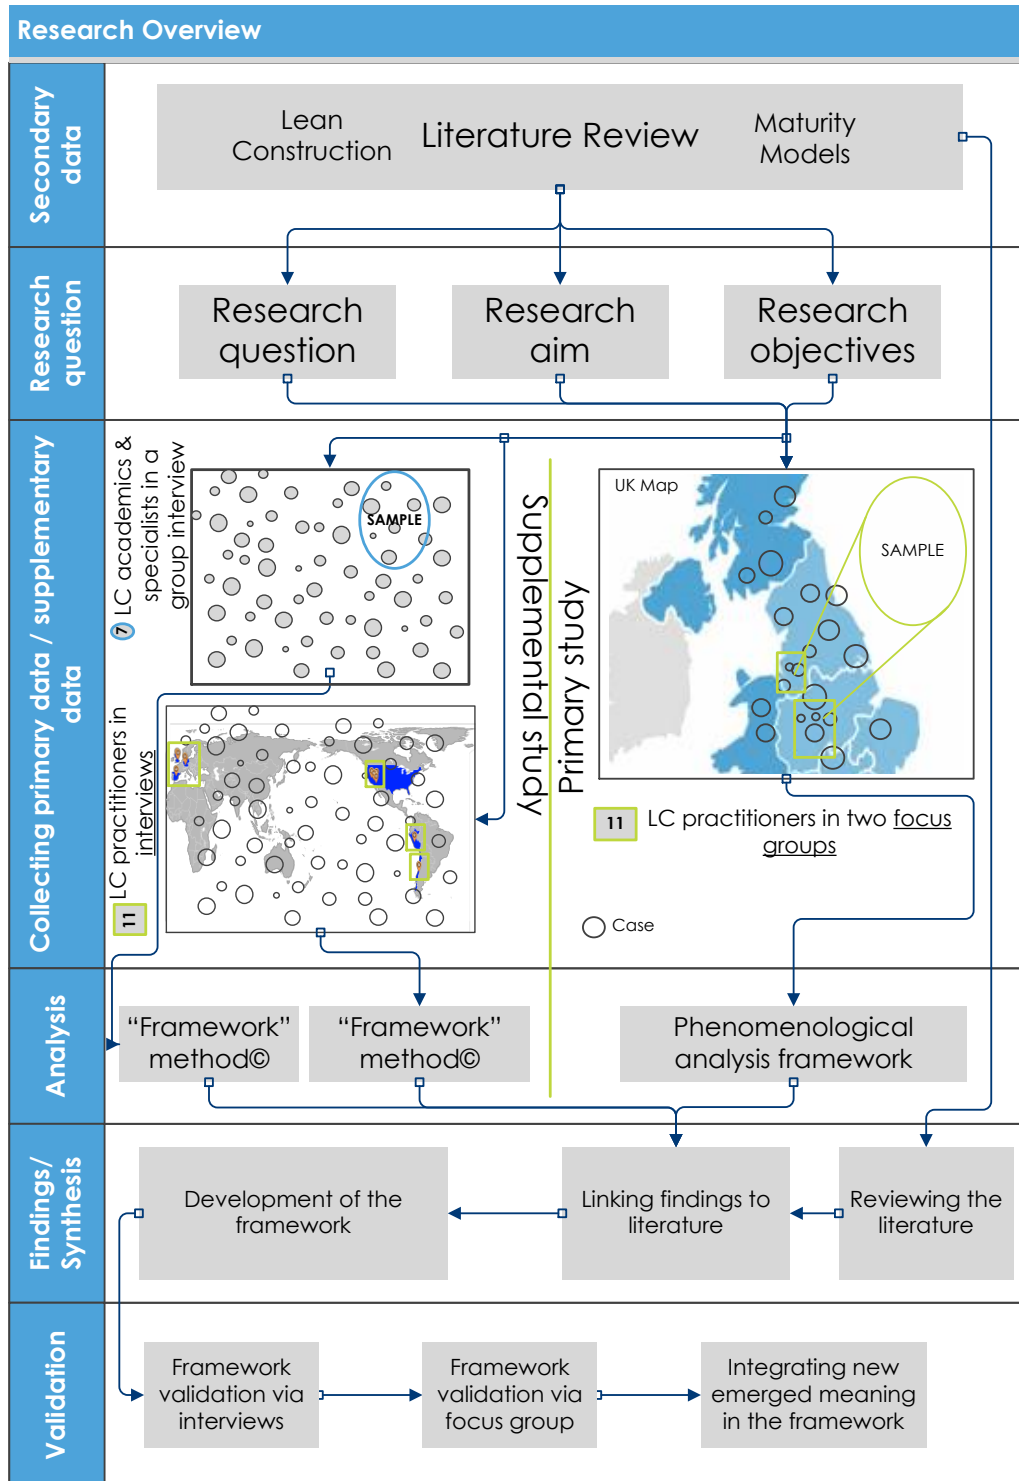 Research Overview
Secondary
data
Lean
Construction
Literature Review
Maturity
Models
Research
question
Research
question
Research
aim
Research
objectives
Collecting primary data / supplementary
data
7 LC academics &
specialists in a
group interview
SAMPLE
11 LC practitioners in
interviews
Supplemental study
Primary study
UK Map
SAMPLE
11 LC practitioners in two focus
groups
Case
Analysis
“Framework”
method©
“Framework”
method©
Phenomenological
analysis framework
Findings/
Synthesis
Development of the
framework
Linking findings to
literature
Reviewing the
literature
Validation
Framework
validation via
interviews
Framework
validation via
focus group
Integrating new
emerged meaning
in the framework